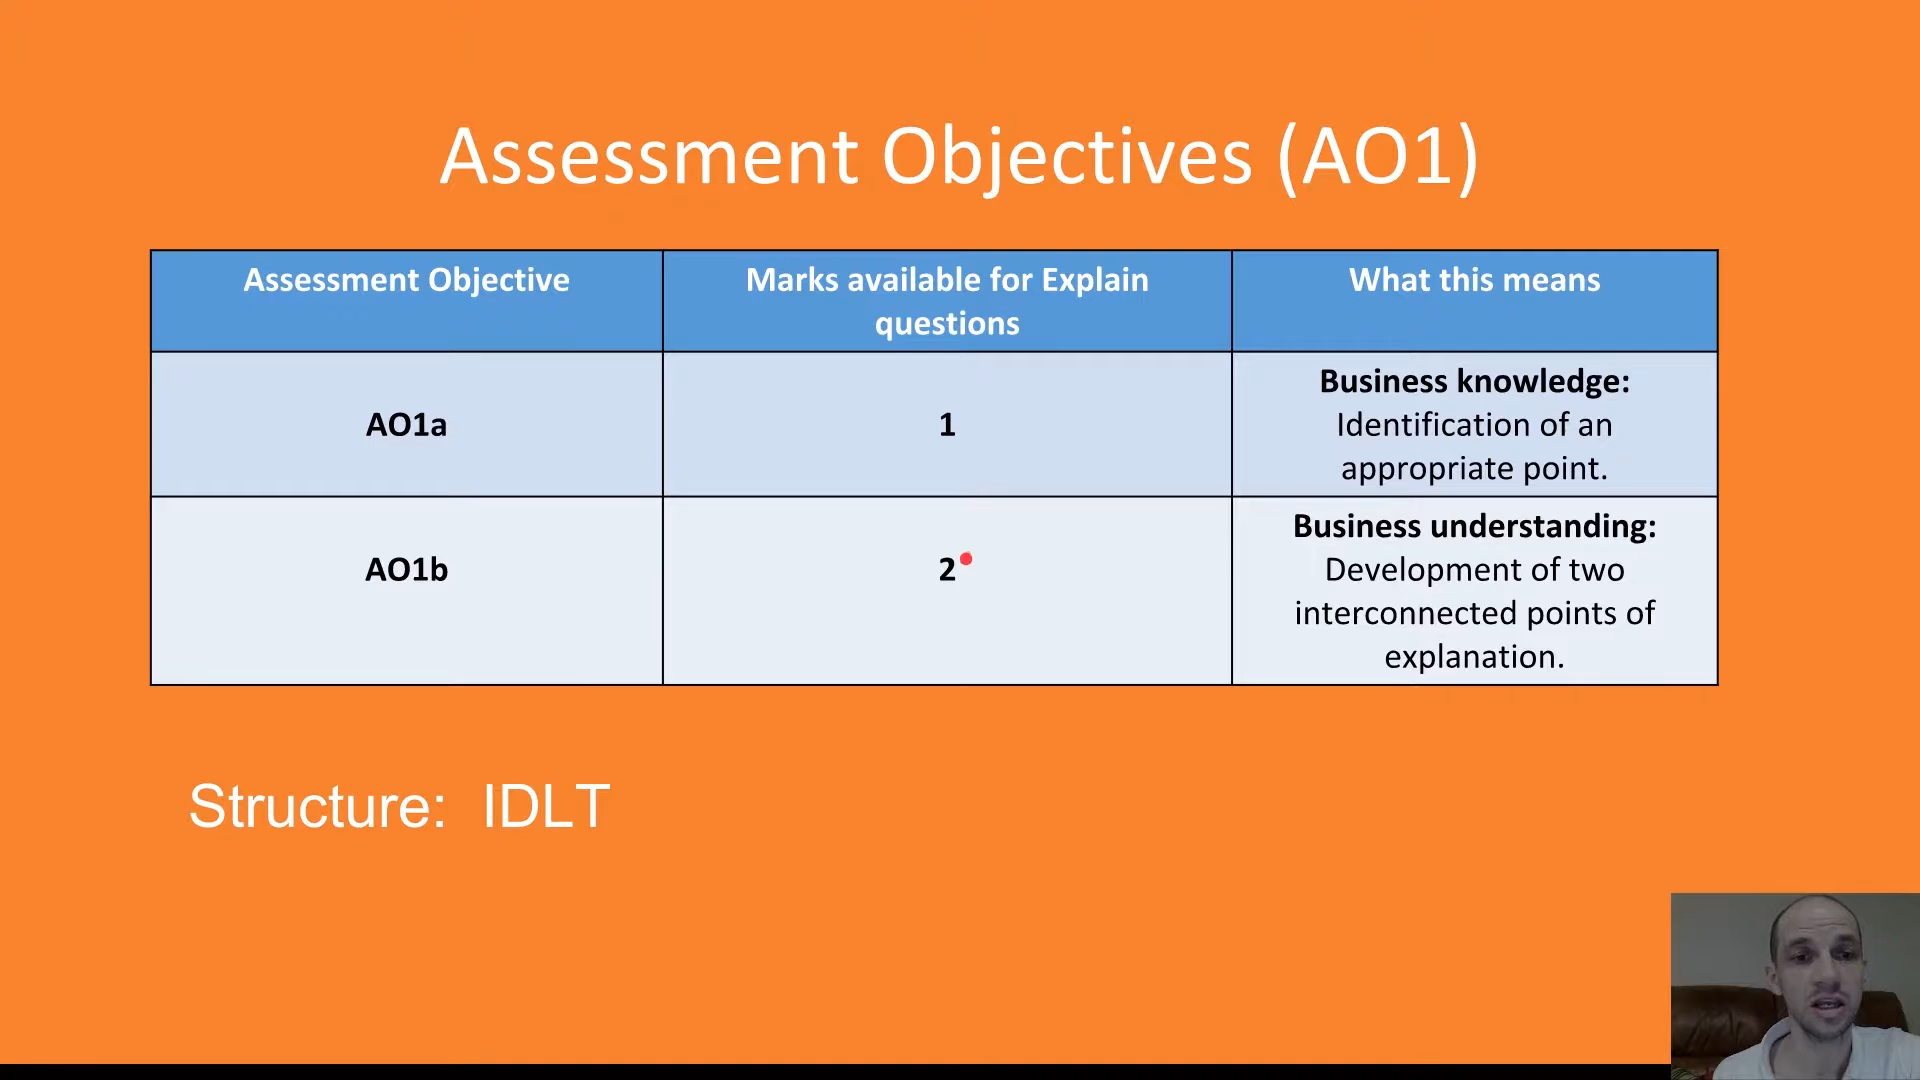 Assessment Objectives (AO1)
Assessment Objective
Marks available for Explain
questions
What this means
AO1a
1
Business knowledge:
Identification of an
appropriate point.
AO1b
2
Business understanding:
Development of two
interconnected points of
explanation.
Structure:  IDLT